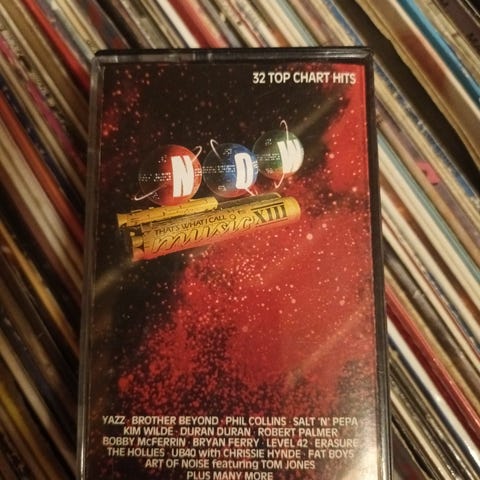 32 TOP CHART HITS
NOW
THAT'S WHAT I CALL
music XIII
YAZZ · BROTHER BEYOND · PHIL COLLINS · SALT 'N' PEPA
KIM WILDE · DURAN DURAN · ROBERT PALMER
BOBBY McFERRIN · BRYAN FERRY · LEVEL 42 · ERASURE
THE HOLLIES · UB40 with CHRISSIE HYNDE · FAT BOYS
ART OF NOISE featuring TOM JONES
PLUS MANY MORE